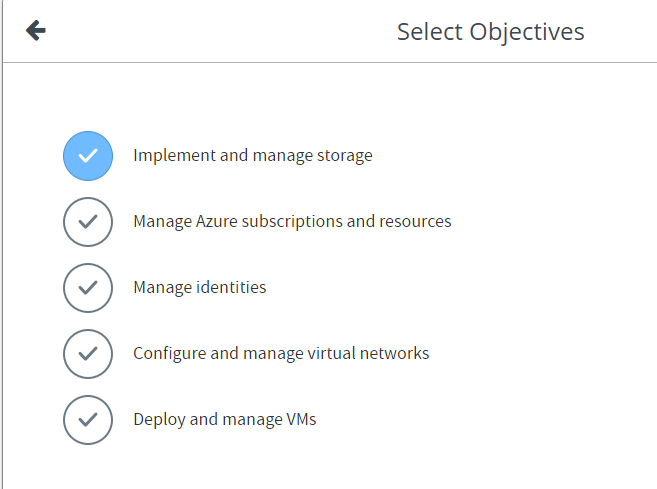 Select Objectives
Implement and manage storage
Manage Azure subscriptions and resources
Manage identities
Configure and manage virtual networks
Deploy and manage VMs